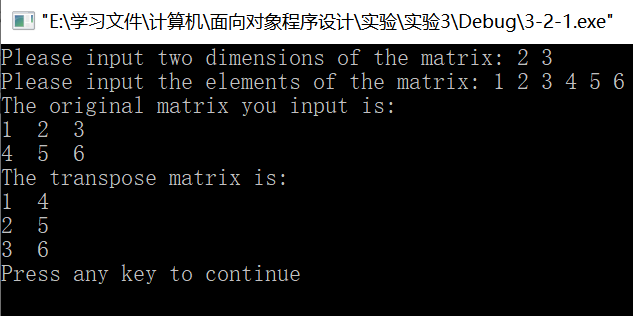 "E:\学习文件\计算机\面向对象程序设计\实验\实验3\Debug\3-2-1.exe"
Please input two dimensions of the matrix: 2 3
Please input the elements of the matrix: 1 2 3 4 5 6
The original matrix you input is:
1  2  3
4  5  6
The transpose matrix is:
1  4
2  5
3  6
Press any key to continue